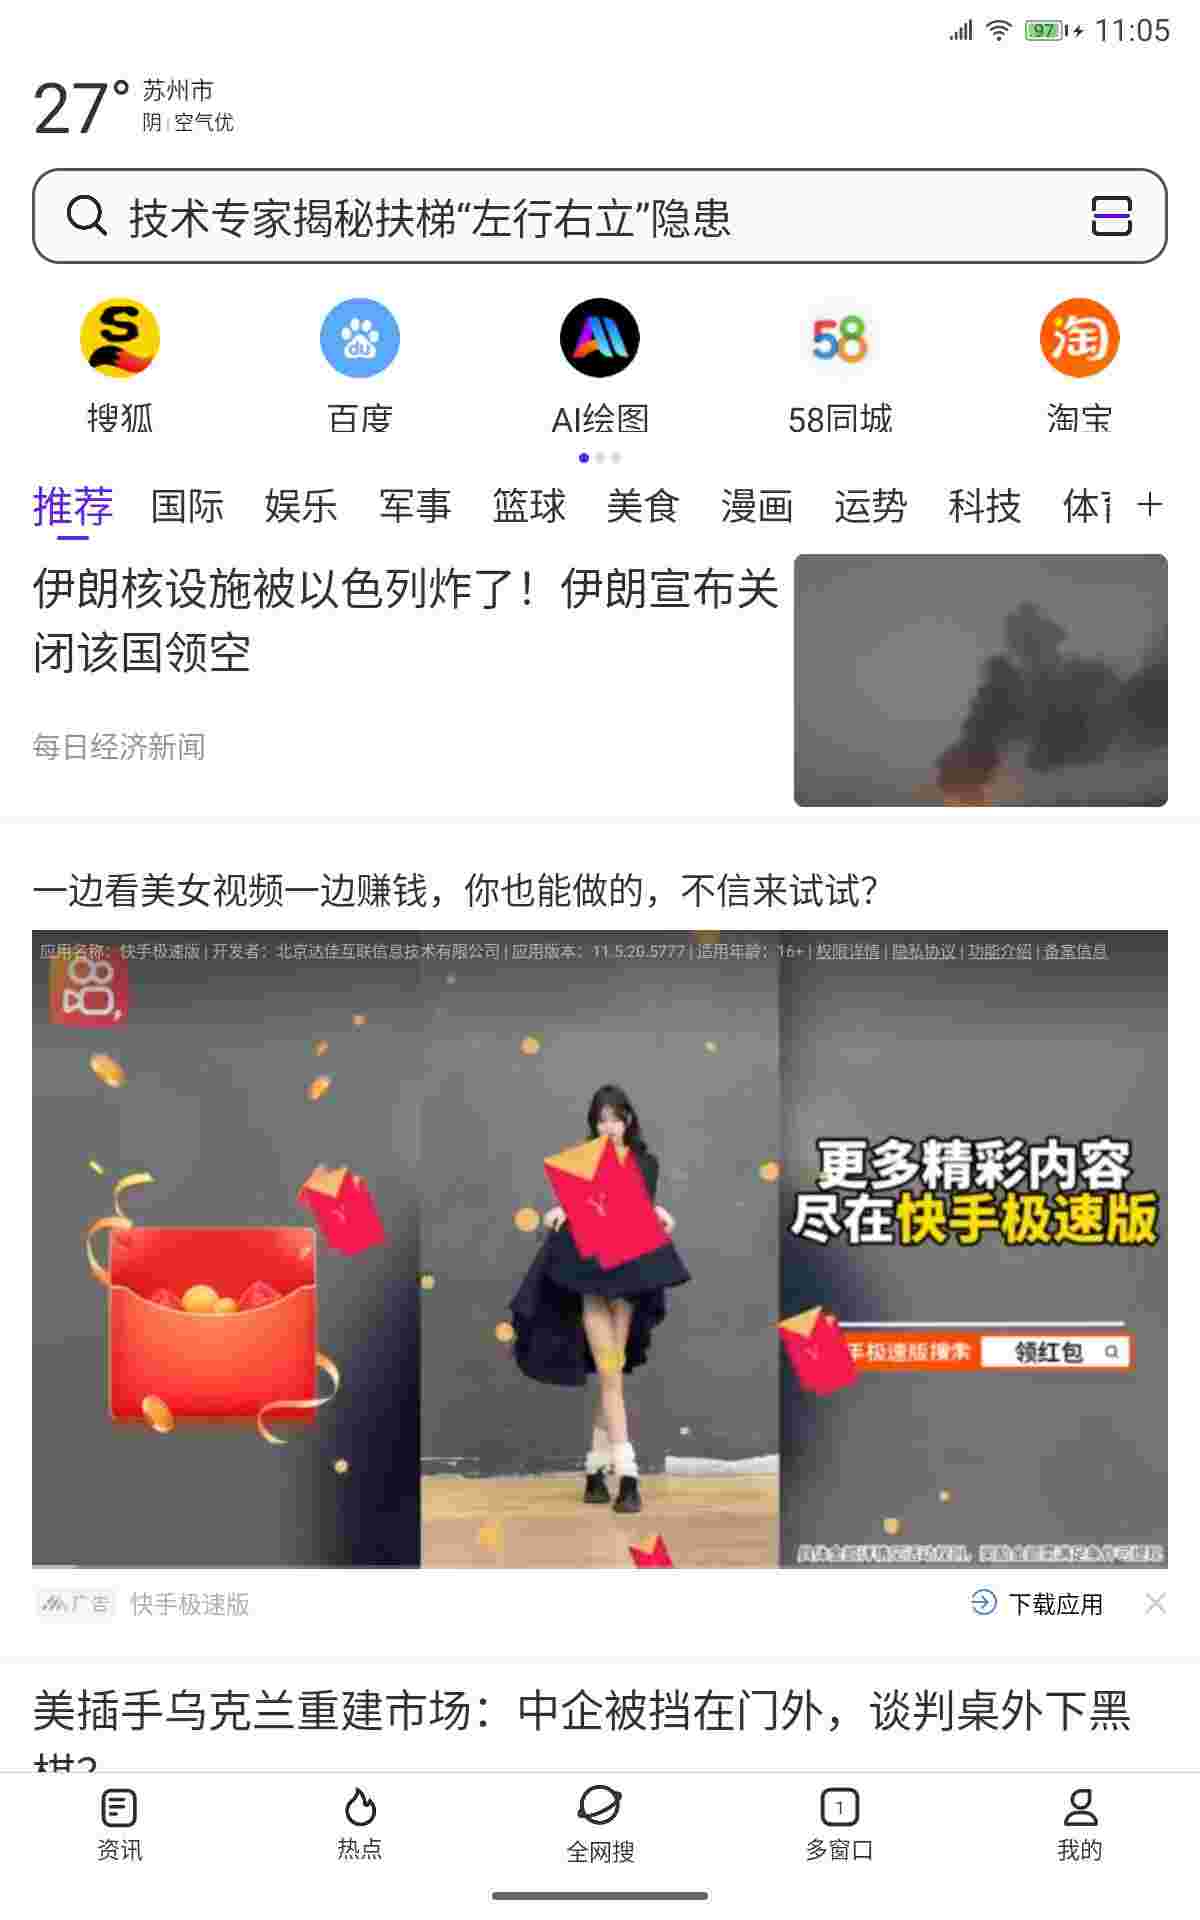 97 11:05
27° 苏州市
阴 | 空气优
技术专家揭秘扶梯“左行右立”隐患
S du AI 58 淘
搜狐 百度 AI绘图 58同城 淘宝
推荐 国际 娱乐 军事 篮球 美食 漫画 运势 科技 体育 +
伊朗核设施被以色列炸了！伊朗宣布关
闭该国领空
每日经济新闻
一边看美女视频一边赚钱，你也能做的，不信来试试？
应用名称：快手极速版 | 开发者：北京达佳互联信息技术有限公司 | 应用版本：11.5.20.5777 | 适用年龄：16+ | 权限详情 | 隐私协议 | 功能介绍 | 备案信息
更多精彩内容
尽在快手极速版
手极速版搜索 领红包
广告 快手极速版 下载应用
美插手乌克兰重建市场：中企被挡在门外，谈判桌外下黑
棋？
资讯 热点 全网搜 1 多窗口 我的